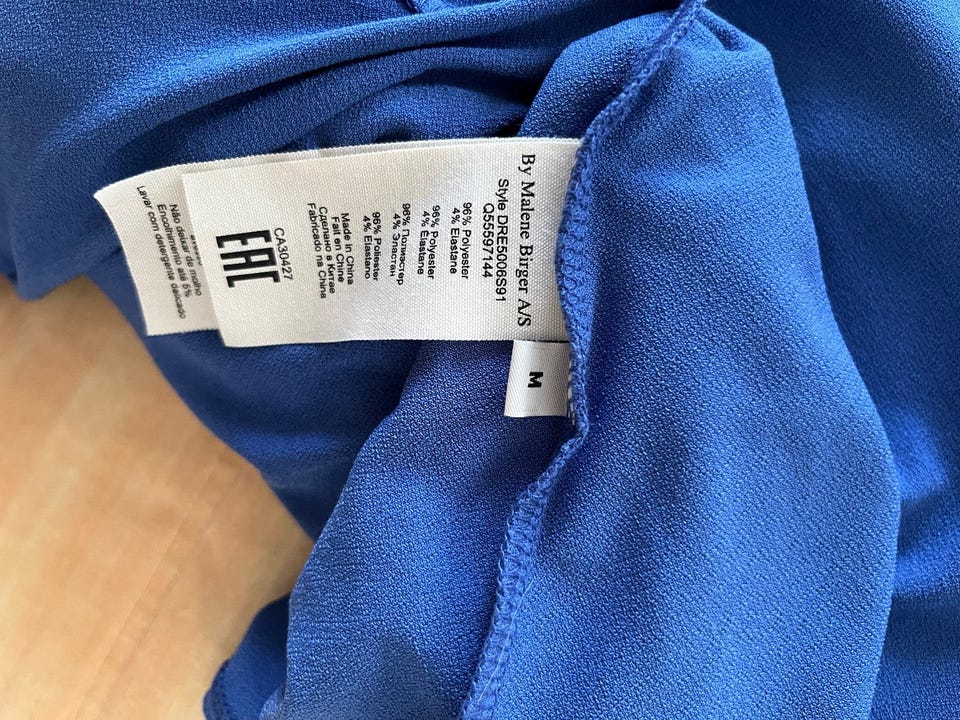 By Malene Birger A/S
Style DRE5006S91
Q55597144
96% Polyester
4% Elastane
96% Polyester
4% Élastane
96% Полиэстер
4% Эластан
96% Poliester
4% Elastano
Made In China
Fait en Chine
Сделано в Китае
Fabricado na China
CA30427
EAC
M
Não deixar de molho
Encolhimento até 5%
Lavar com detergente delicado